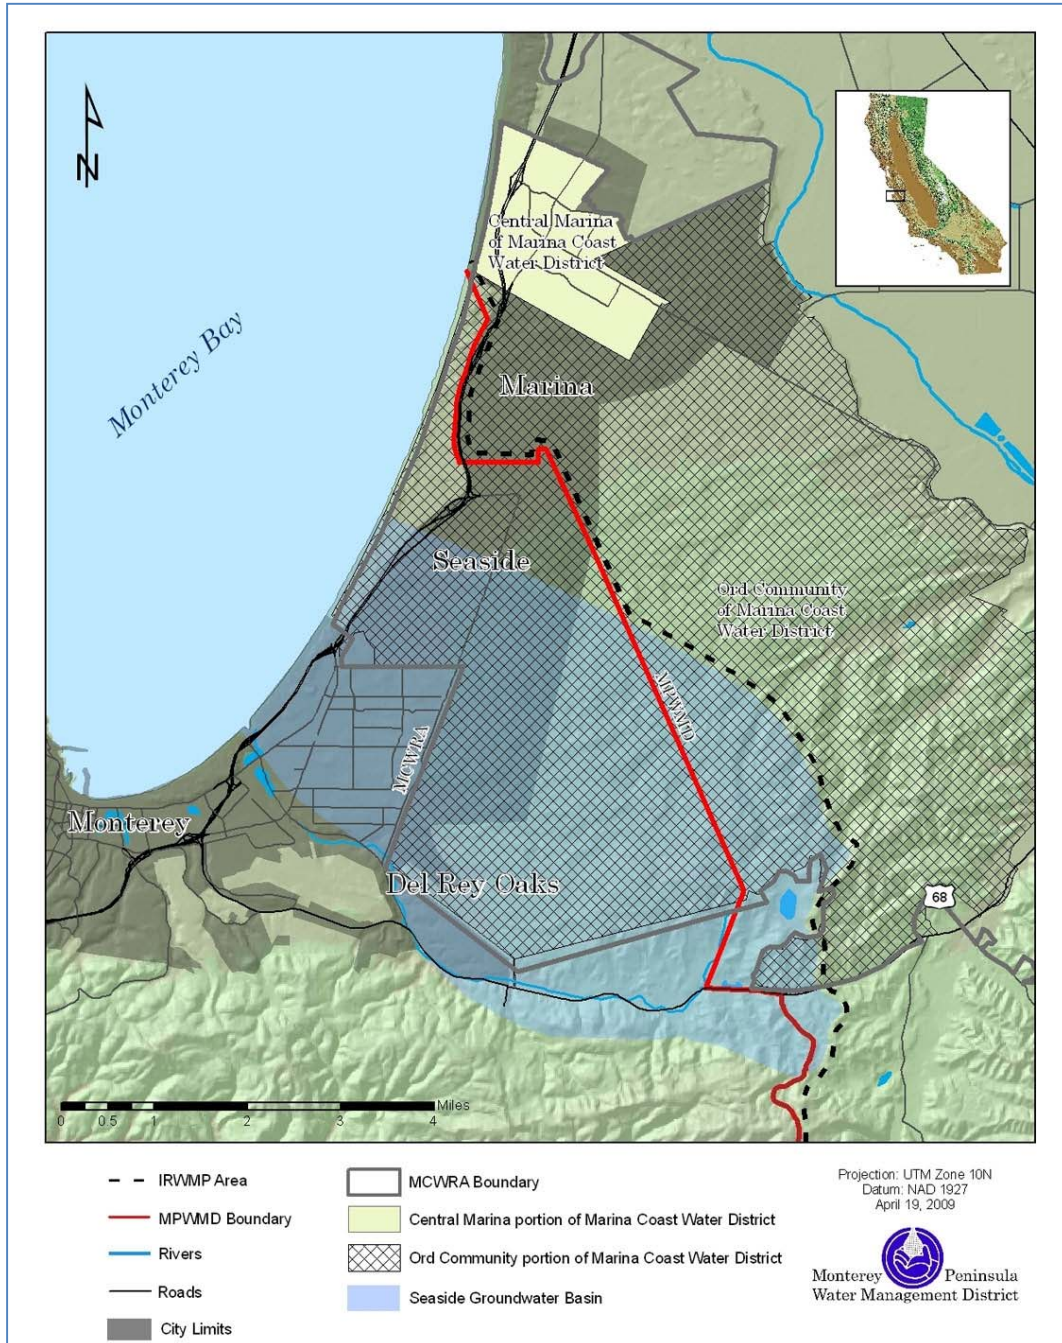 N
Monterey Bay
Central Marina
of Marina Coast
Water District
Marina
Seaside
Ord Community
of Marina Coast
Water District
MPWMD
MCWRA
Monterey
Del Rey Oaks
68
Miles
0 0.5 1 2 3 4
IRWMP Area
MPWMD Boundary
Rivers
Roads
City Limits
MCWRA Boundary
Central Marina portion of Marina Coast Water District
Ord Community portion of Marina Coast Water District
Seaside Groundwater Basin
Projection: UTM Zone 10N
Datum: NAD 1927
April 19, 2009
Monterey Peninsula
Water Management District